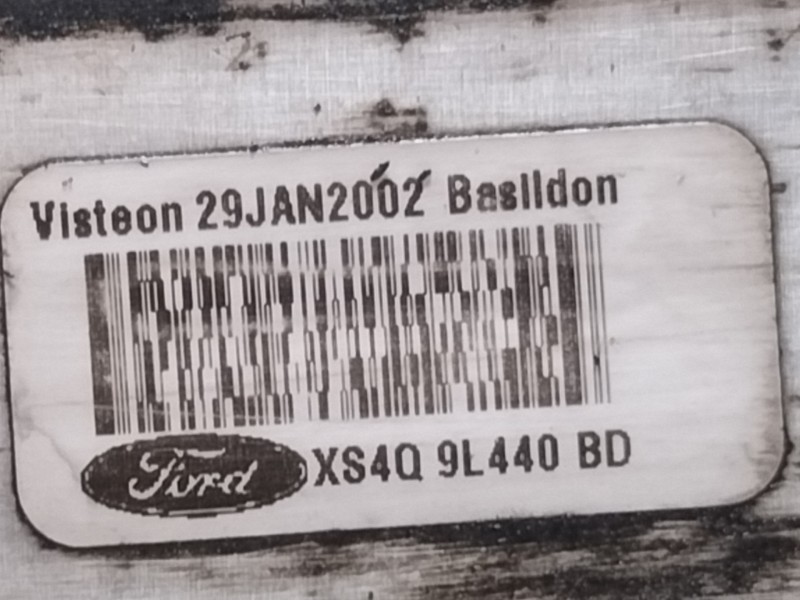 Visteon 29JAN2002 Basildon
Ford XS4Q 9L440 BD